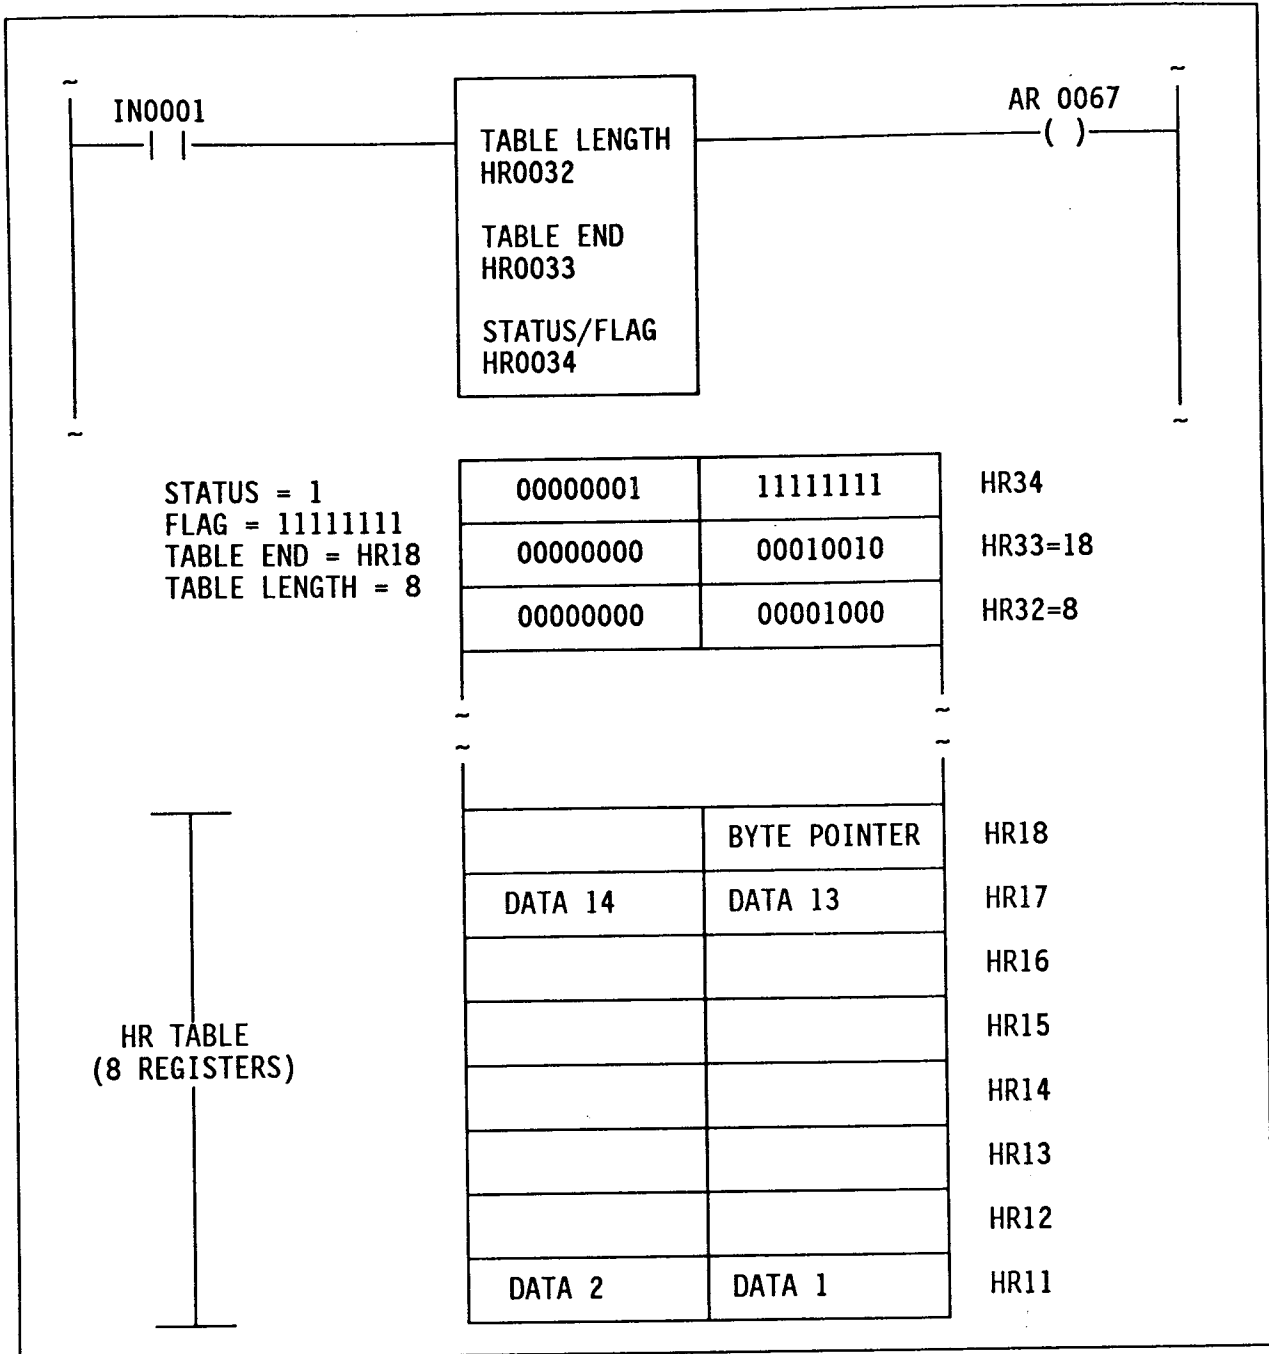 IN0001
AR 0067
TABLE LENGTH
HR0032
TABLE END
HR0033
STATUS/FLAG
HR0034
STATUS = 1
FLAG = 11111111
TABLE END = HR18
TABLE LENGTH = 8
00000001 11111111 HR34
00000000 00010010 HR33=18
00000000 00001000 HR32=8
BYTE POINTER HR18
DATA 14 DATA 13 HR17
HR16
HR15
HR TABLE
(8 REGISTERS)
HR14
HR13
HR12
DATA 2 DATA 1 HR11